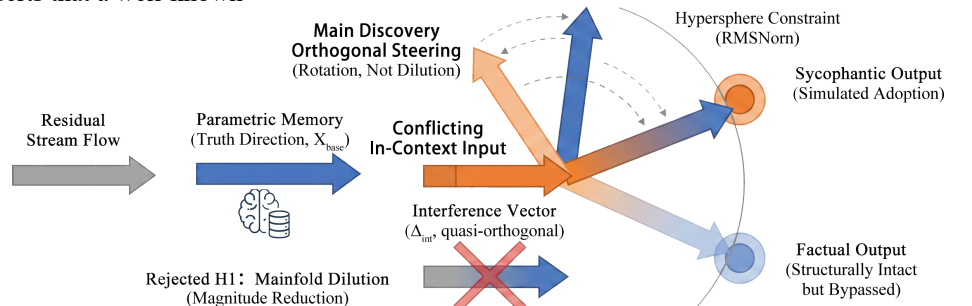 Main Discovery
Orthogonal Steering
(Rotation, Not Dilution)
Hypersphere Constraint
(RMSNorn)
Sycophantic Output
(Simulated Adoption)
Residual
Stream Flow
Parametric Memory
(Truth Direction, X_base)
Conflicting
In-Context Input
Interference Vector
(Δ_int, quasi-orthogonal)
Rejected H1: Mainfold Dilution
(Magnitude Reduction)
Factual Output
(Structurally Intact
but Bypassed)